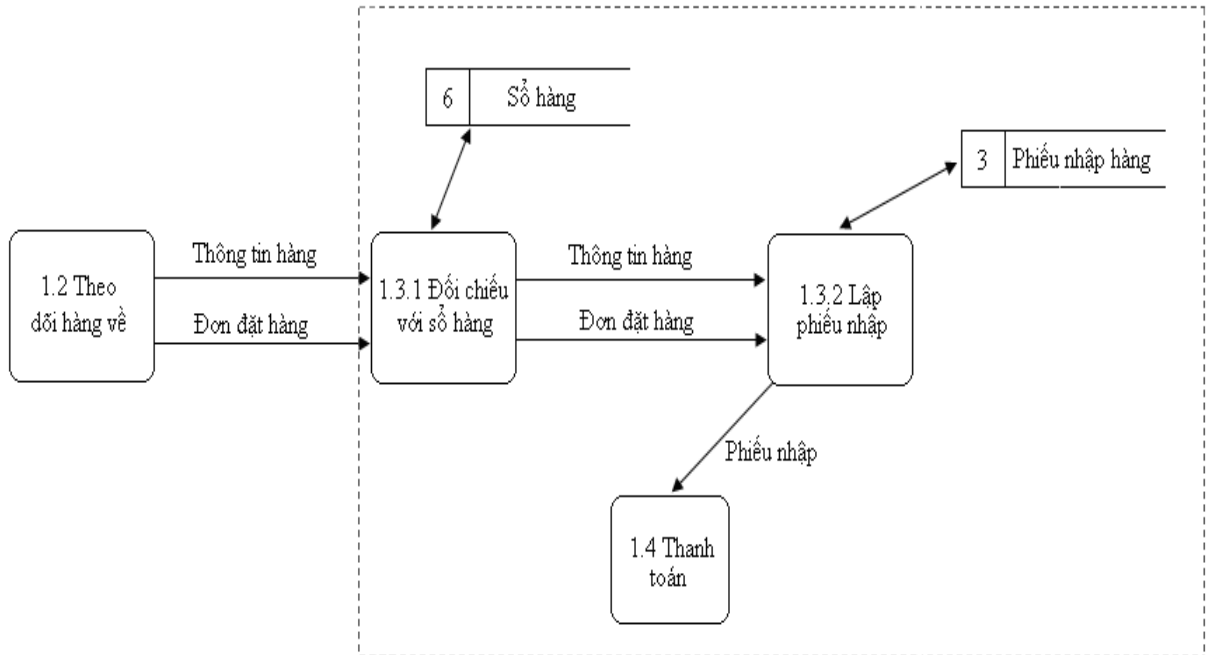 6 Sổ hàng
3 Phiếu nhập hàng
1.2 Theo
dõi hàng về
Thông tin hàng
Đơn đặt hàng
1.3.1 Đối chiếu
với sổ hàng
Thông tin hàng
Đơn đặt hàng
1.3.2 Lập
phiếu nhập
Phiếu nhập
1.4 Thanh
toán